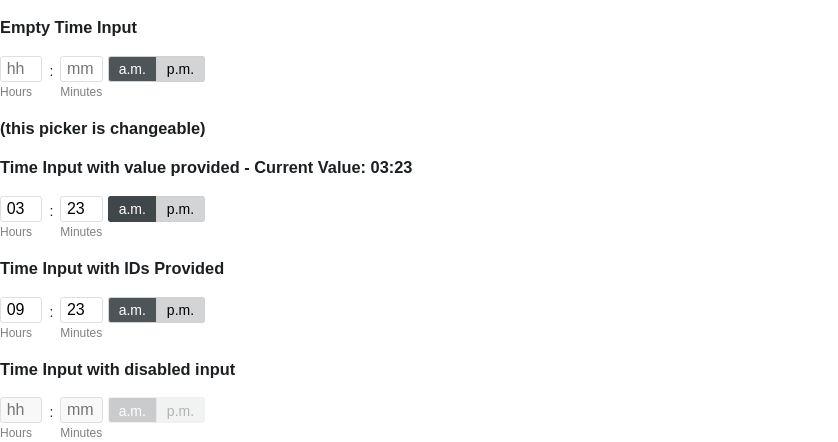 Empty Time Input
hh : mm a.m. p.m.
Hours Minutes
(this picker is changeable)
Time Input with value provided - Current Value: 03:23
03 : 23 a.m. p.m.
Hours Minutes
Time Input with IDs Provided
09 : 23 a.m. p.m.
Hours Minutes
Time Input with disabled input
hh : mm a.m. p.m.
Hours Minutes